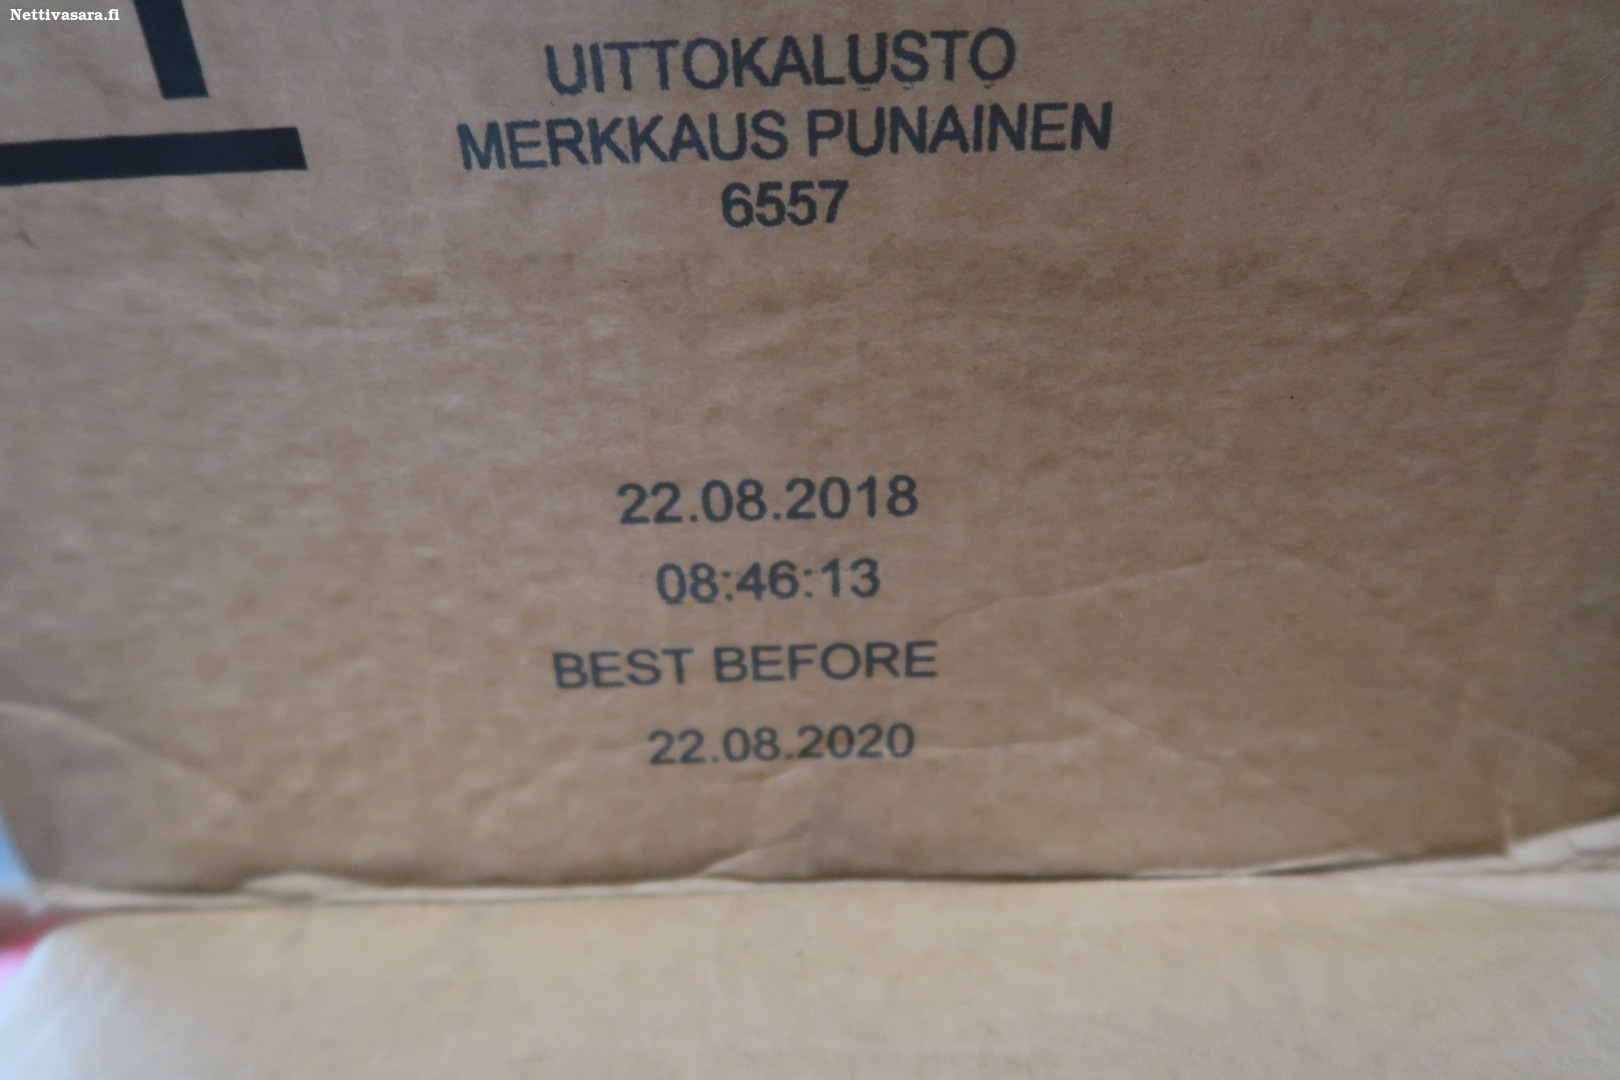 Nettivasara.fi
UITTOKALUSTO
MERKKAUS PUNAINEN
6557
22.08.2018
08:46:13
BEST BEFORE
22.08.2020